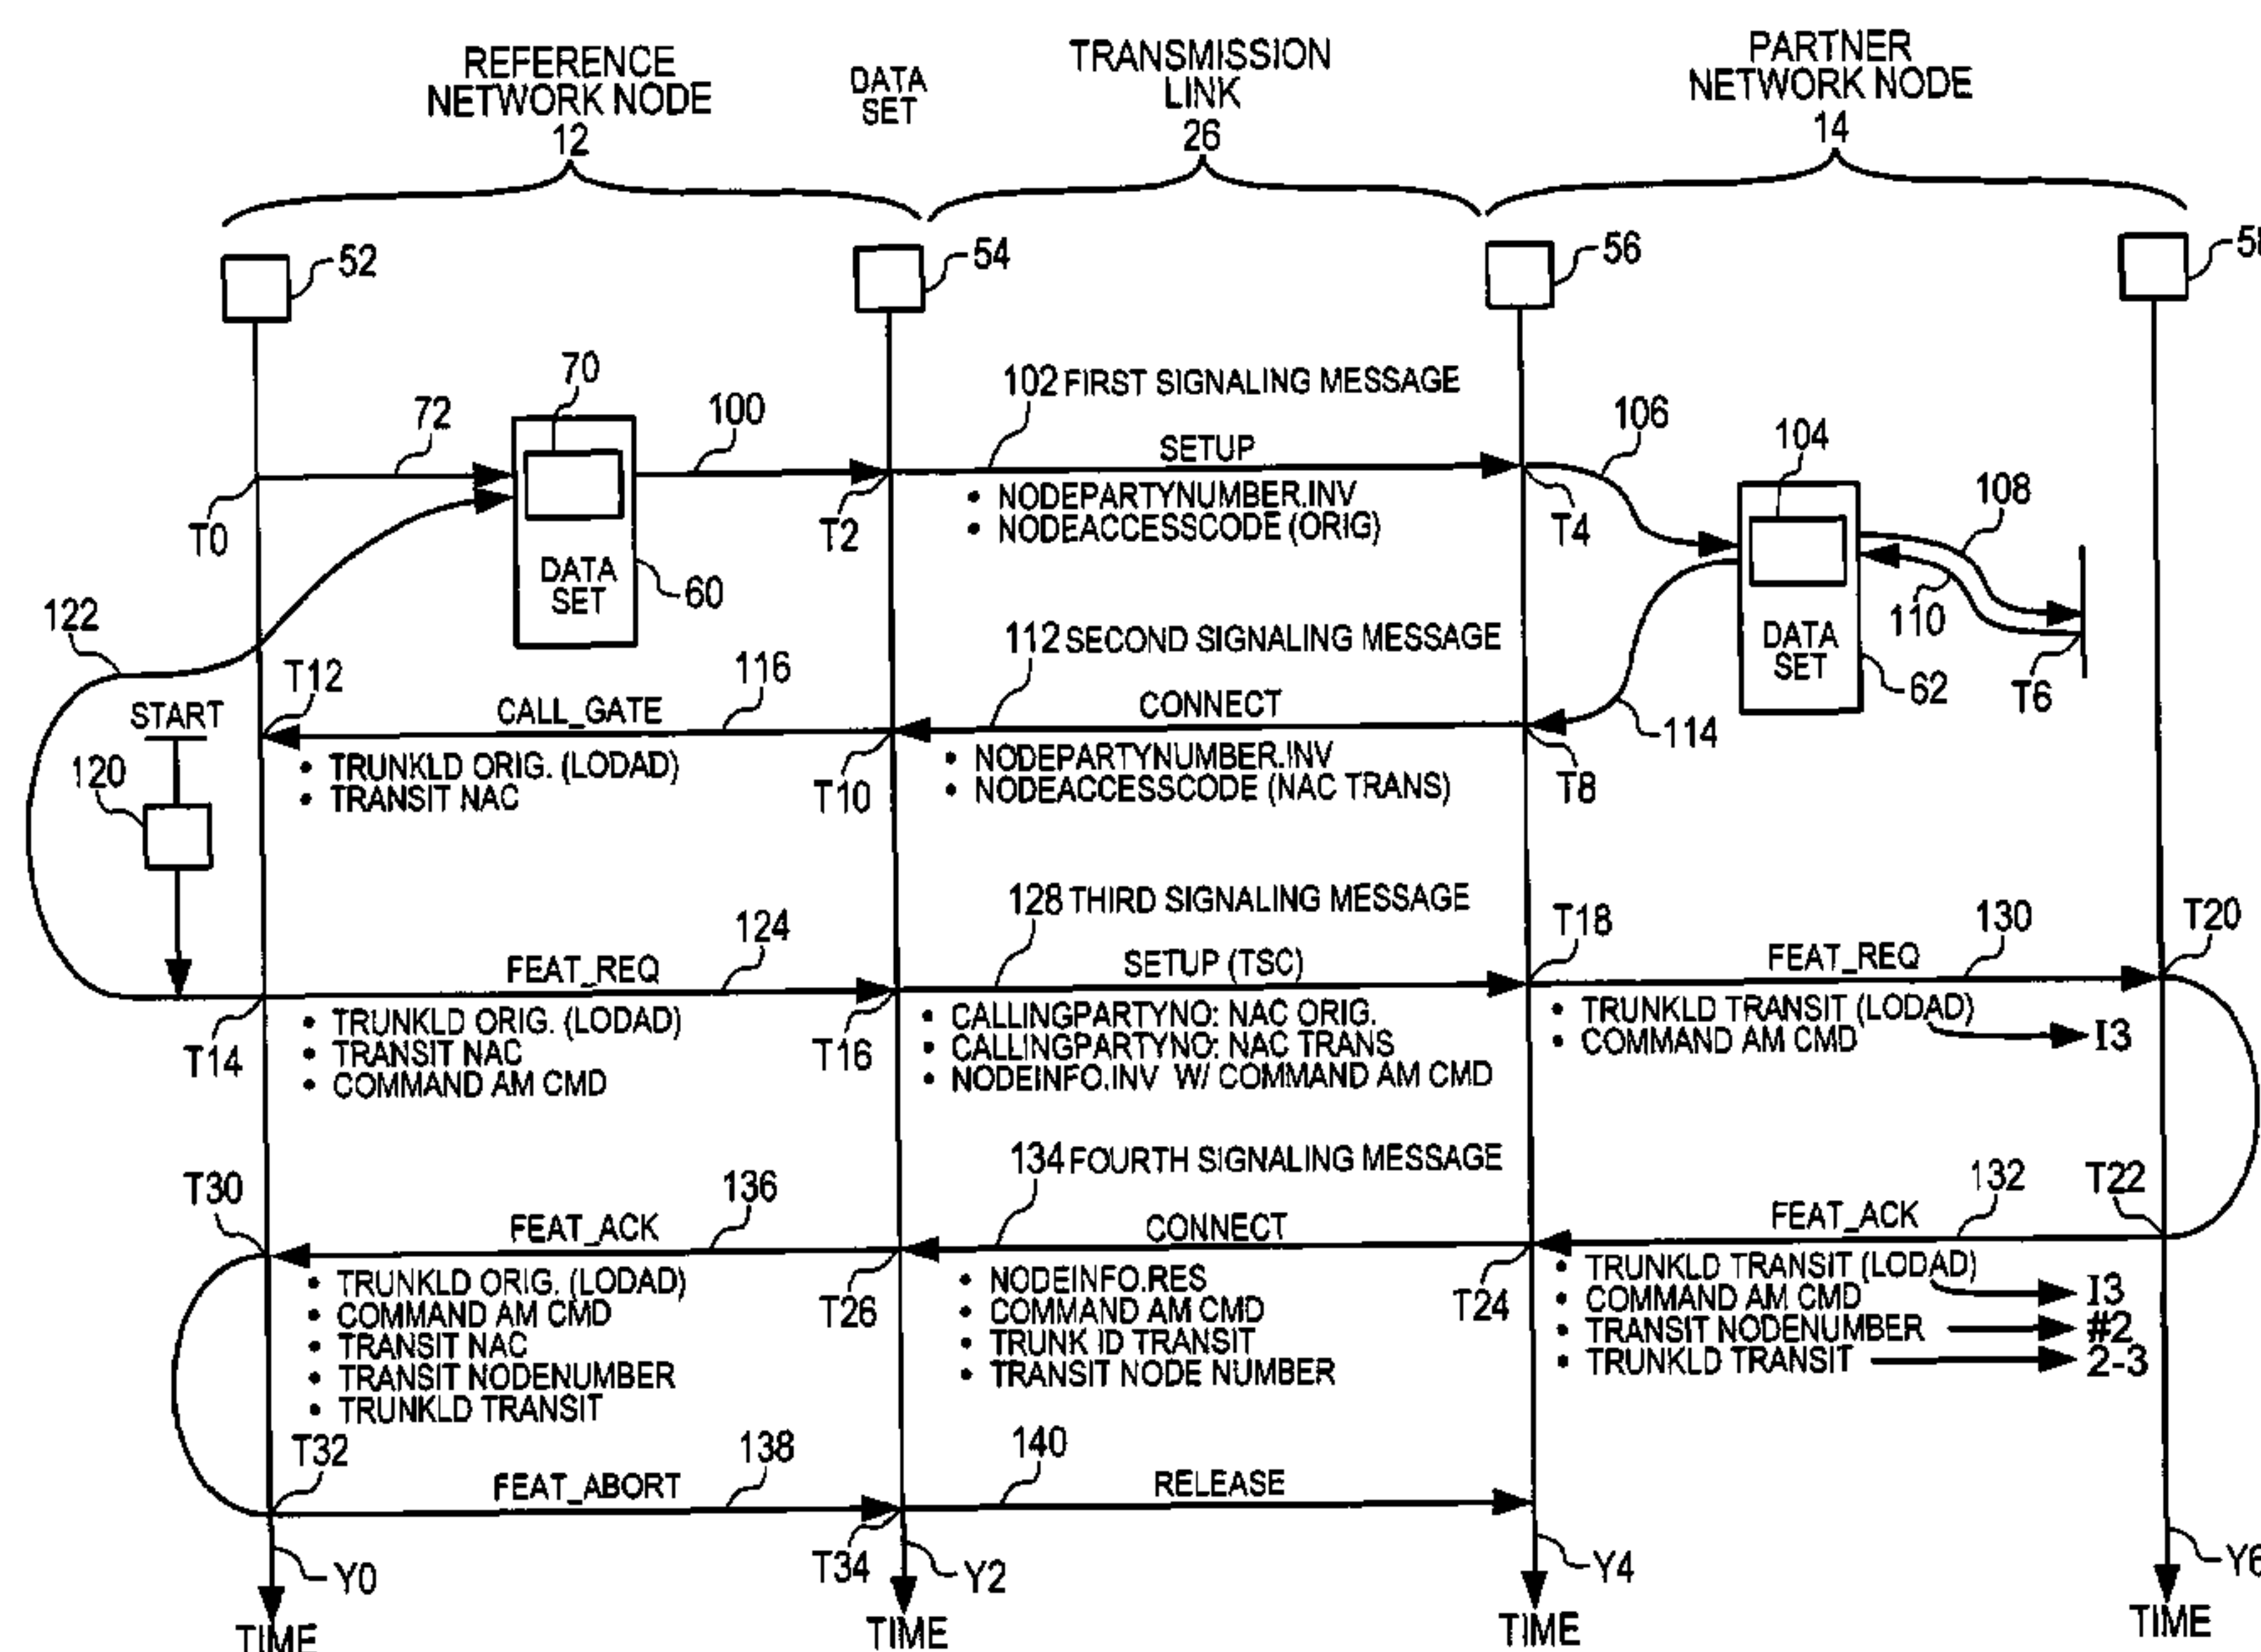 REFERENCE
NETWORK NODE
12
DATA
SET
TRANSMISSION
LINK
26
PARTNER
NETWORK NODE
14
52
54
56
70
72
100
102 FIRST SIGNALING MESSAGE
106
104
108
SETUP
T0
T2
• NODEPARTYNUMBER.INV
• NODEACCESSCODE (ORIG)
T4
DATA
SET
60
110
122
112 SECOND SIGNALING MESSAGE
DATA
SET
62
T6
T12
116
START
CALL_GATE
CONNECT
114
120
• TRUNKLD ORIG. (LODAD)
• TRANSIT NAC
T10
• NODEPARTYNUMBER.INV
• NODEACCESSCODE (NAC TRANS)
T8
124
128 THIRD SIGNALING MESSAGE
T18
130
T20
FEAT_REQ
SETUP (TSC)
FEAT_REQ
T14
• TRUNKLD ORIG. (LODAD)
• TRANSIT NAC
• COMMAND AM CMD
T16
• CALLINGPARTYNO: NAC ORIG.
• CALLINGPARTYNO: NAC TRANS
• NODEINFO.INV W/ COMMAND AM CMD
• TRUNKLD TRANSIT (LODAD)
• COMMAND AM CMD
I3
T30
136
134 FOURTH SIGNALING MESSAGE
132
T22
FEAT_ACK
CONNECT
FEAT_ACK
• TRUNKLD ORIG. (LODAD)
• COMMAND AM CMD
• TRANSIT NAC
• TRANSIT NODENUMBER
• TRUNKLD TRANSIT
T26
• NODEINFO.RES
• COMMAND AM CMD
• TRUNK ID TRANSIT
• TRANSIT NODE NUMBER
T24
• TRUNKLD TRANSIT (LODAD)
• COMMAND AM CMD I3
• TRANSIT NODENUMBER #2
• TRUNKLD TRANSIT 2-3
T32
138
140
FEAT_ABORT
RELEASE
Y0
T34
Y2
Y4
TIME
TIME
TIME
TIME